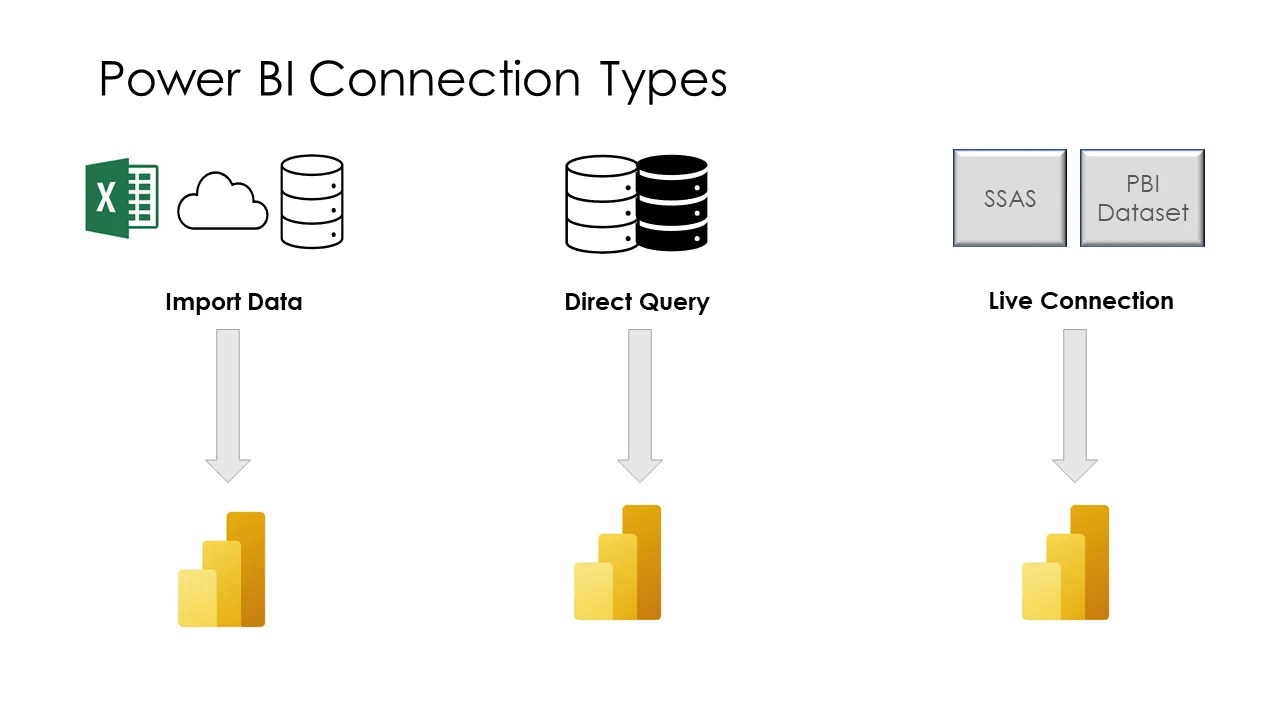 Power BI Connection Types
X
SSAS
PBI
Dataset
Import Data
Direct Query
Live Connection